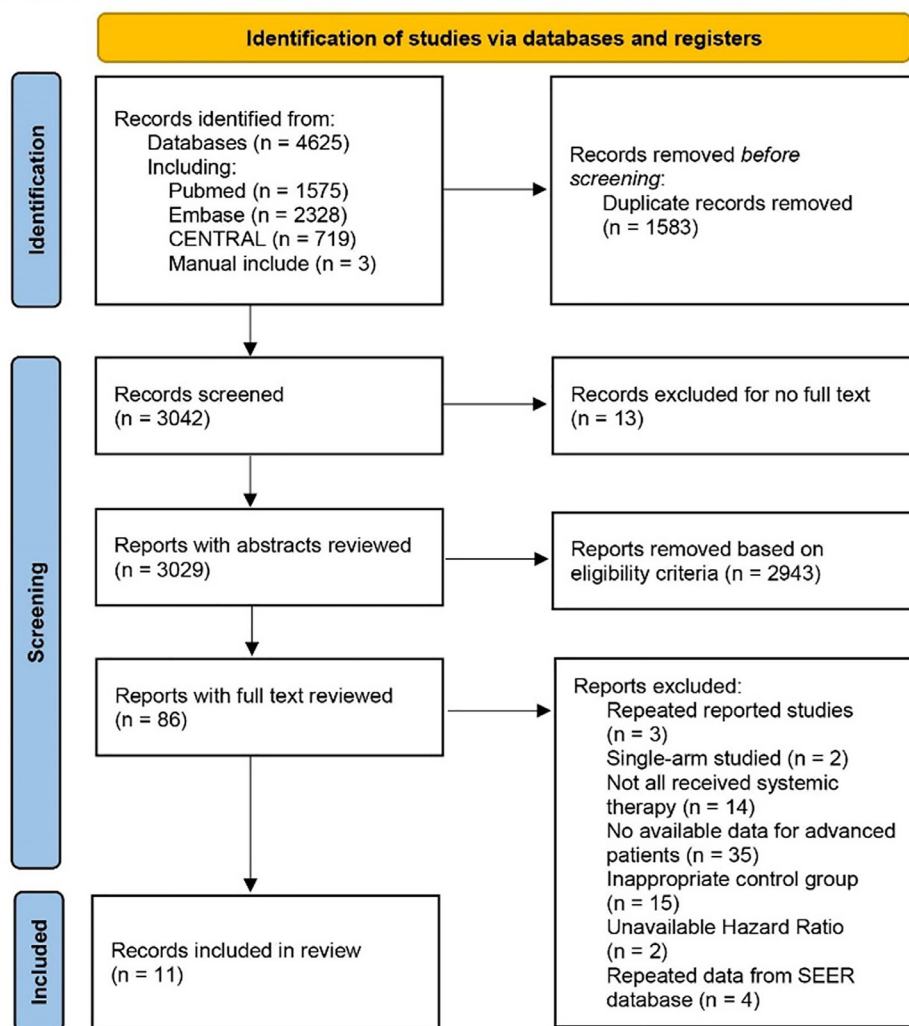 Identification of studies via databases and registers
Identification
Records identified from:
Databases (n = 4625)
Including:
Pubmed (n = 1575)
Embase (n = 2328)
CENTRAL (n = 719)
Manual include (n = 3)
Records removed before
screening:
Duplicate records removed
(n = 1583)
Screening
Records screened
(n = 3042)
Records excluded for no full text
(n = 13)
Reports with abstracts reviewed
(n = 3029)
Reports removed based on
eligibility criteria (n = 2943)
Reports with full text reviewed
(n = 86)
Reports excluded:
Repeated reported studies
(n = 3)
Single-arm studied (n = 2)
Not all received systemic
therapy (n = 14)
No available data for advanced
patients (n = 35)
Inappropriate control group
(n = 15)
Unavailable Hazard Ratio
(n = 2)
Repeated data from SEER
database (n = 4)
Included
Records included in review
(n = 11)